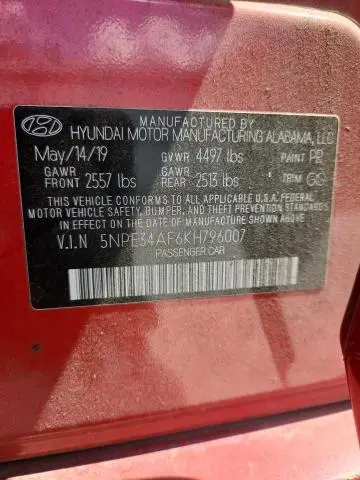 MANUFACTURED BY
HYUNDAI MOTOR MANUFACTURING ALABAMA, LLC
May/14/19 GVWR 4497 lbs PAINT PR
GAWR FRONT 2557 lbs GAWR REAR 2513 lbs TRIM GG
THIS VEHICLE CONFORMS TO ALL APPLICABLE U.S.A. FEDERAL
MOTOR VEHICLE SAFETY, BUMPER, AND THEFT PREVENTION STANDARDS
IN EFFECT ON THE DATE OF MANUFACTURE SHOWN ABOVE.
V.I.N 5NPE34AF6KH796007
PASSENGER CAR